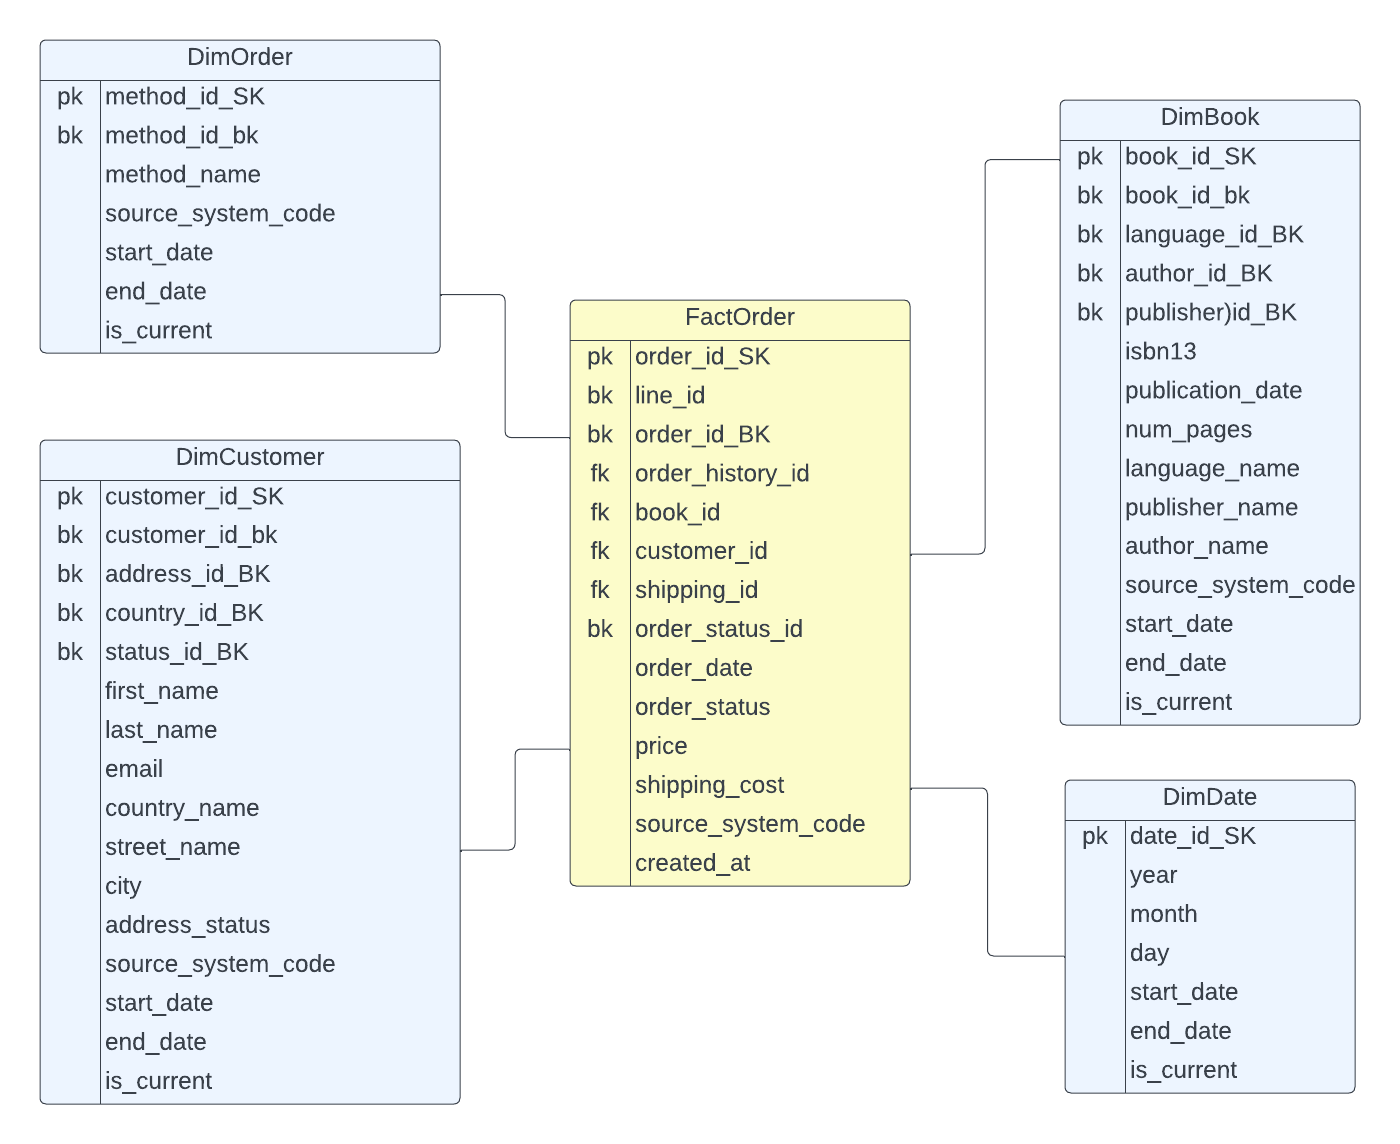 DimOrder
pk method_id_SK
bk method_id_bk
method_name
source_system_code
start_date
end_date
is_current
DimCustomer
pk customer_id_SK
bk customer_id_bk
bk address_id_BK
bk country_id_BK
bk status_id_BK
first_name
last_name
email
country_name
street_name
city
address_status
source_system_code
start_date
end_date
is_current
FactOrder
pk order_id_SK
bk line_id
bk order_id_BK
fk order_history_id
fk book_id
fk customer_id
fk shipping_id
bk order_status_id
order_date
order_status
price
shipping_cost
source_system_code
created_at
DimBook
pk book_id_SK
bk book_id_bk
bk language_id_BK
bk author_id_BK
bk publisher)id_BK
isbn13
publication_date
num_pages
language_name
publisher_name
author_name
source_system_code
start_date
end_date
is_current
DimDate
pk date_id_SK
year
month
day
start_date
end_date
is_current